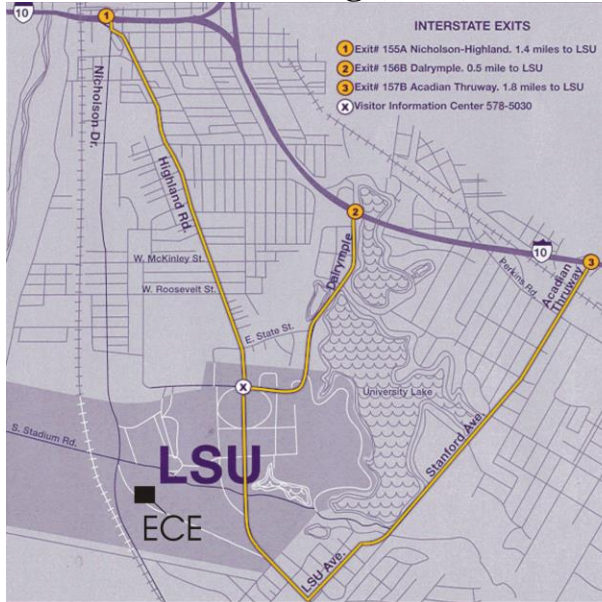 10
1
INTERSTATE EXITS
1 Exit# 155A Nicholson-Highland. 1.4 miles to LSU
2 Exit# 156B Dalrymple. 0.5 mile to LSU
3 Exit# 157B Acadian Thruway. 1.8 miles to LSU
X Visitor Information Center 578-5030
Nicholson Dr.
Highland Rd.
2
W. McKinley St.
Dalrymple
10
3
Perkins Rd.
Acadian
Thruway
W. Roosevelt St.
E. State St.
X
University Lake
S. Stadium Rd.
LSU
Stanford Ave.
ECE
LSU Ave.